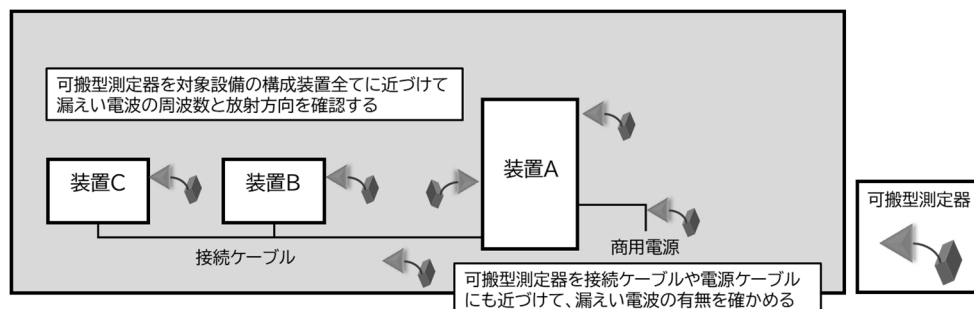 可搬型測定器を対象設備の構成装置全てに近づけて
漏えい電波の周波数と放射方向を確認する
装置C
装置B
装置A
商用電源
接続ケーブル
可搬型測定器を接続ケーブルや電源ケーブル
にも近づけて、漏えい電波の有無を確かめる
可搬型測定器